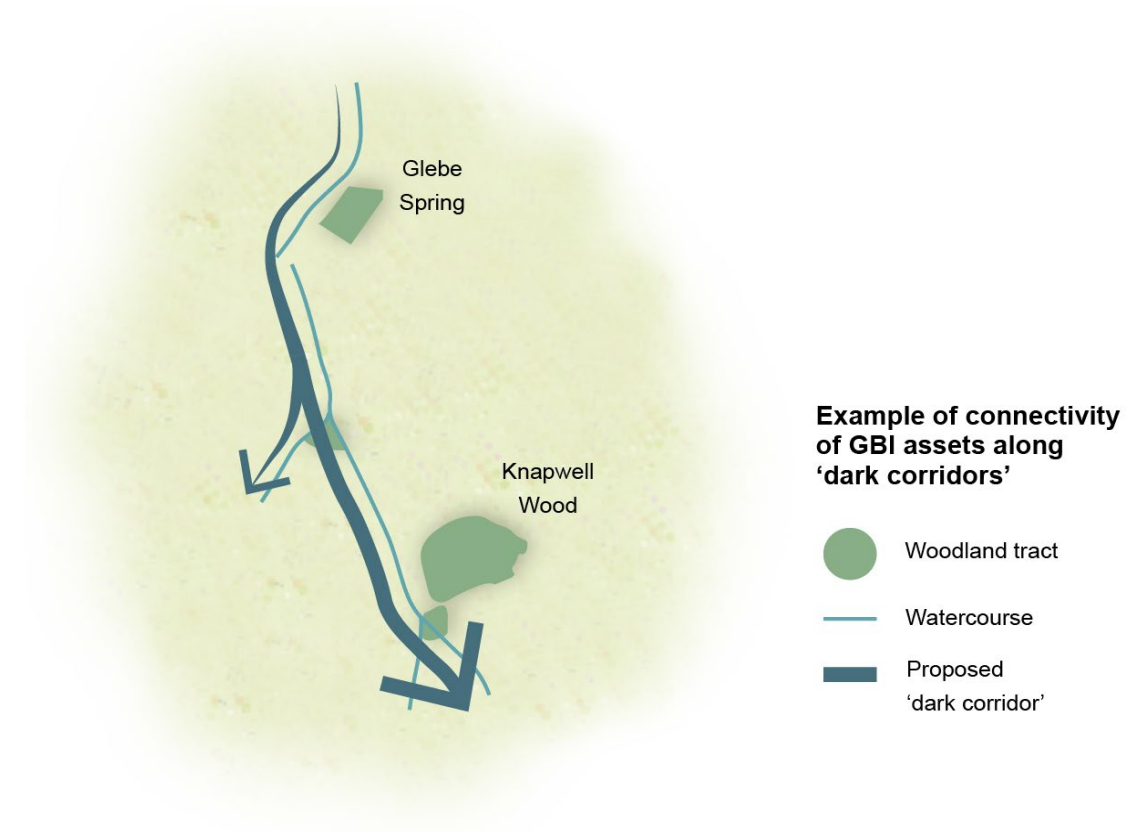 Glebe
Spring
Knapwell
Wood
Example of connectivity
of GBI assets along
‘dark corridors’
Woodland tract
Watercourse
Proposed
‘dark corridor’